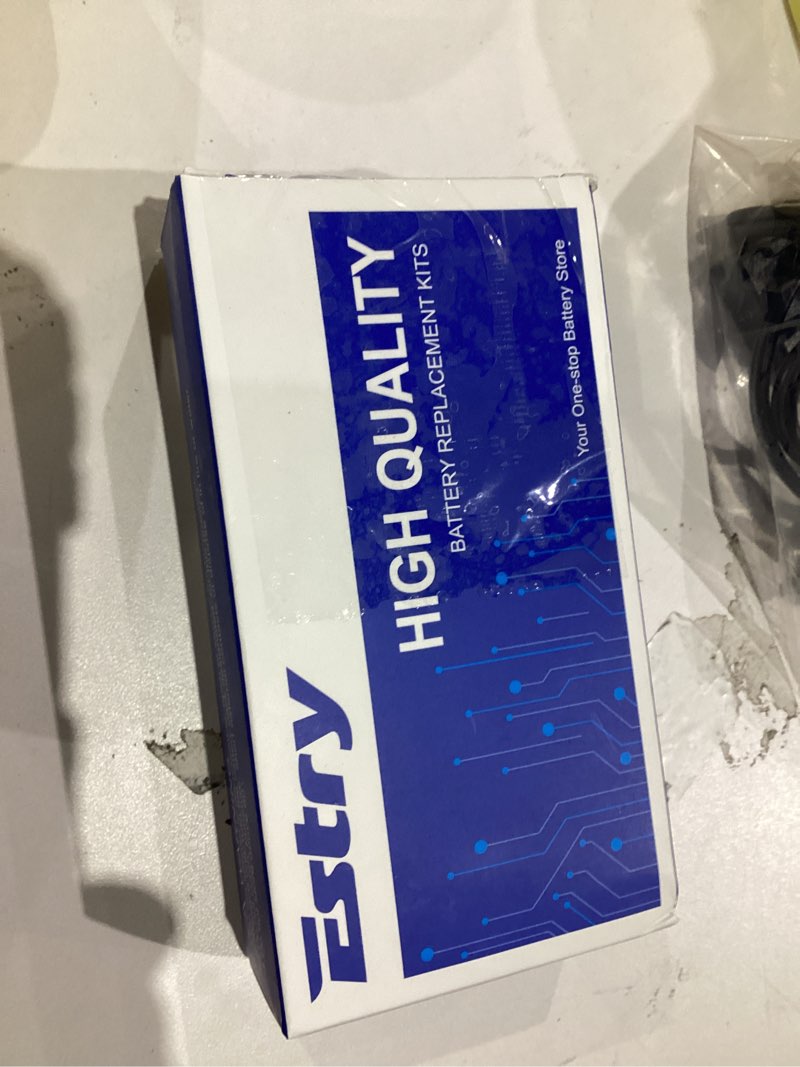 Estry
HIGH QUALITY
BATTERY REPLACEMENT KITS
Your One-stop Battery Store